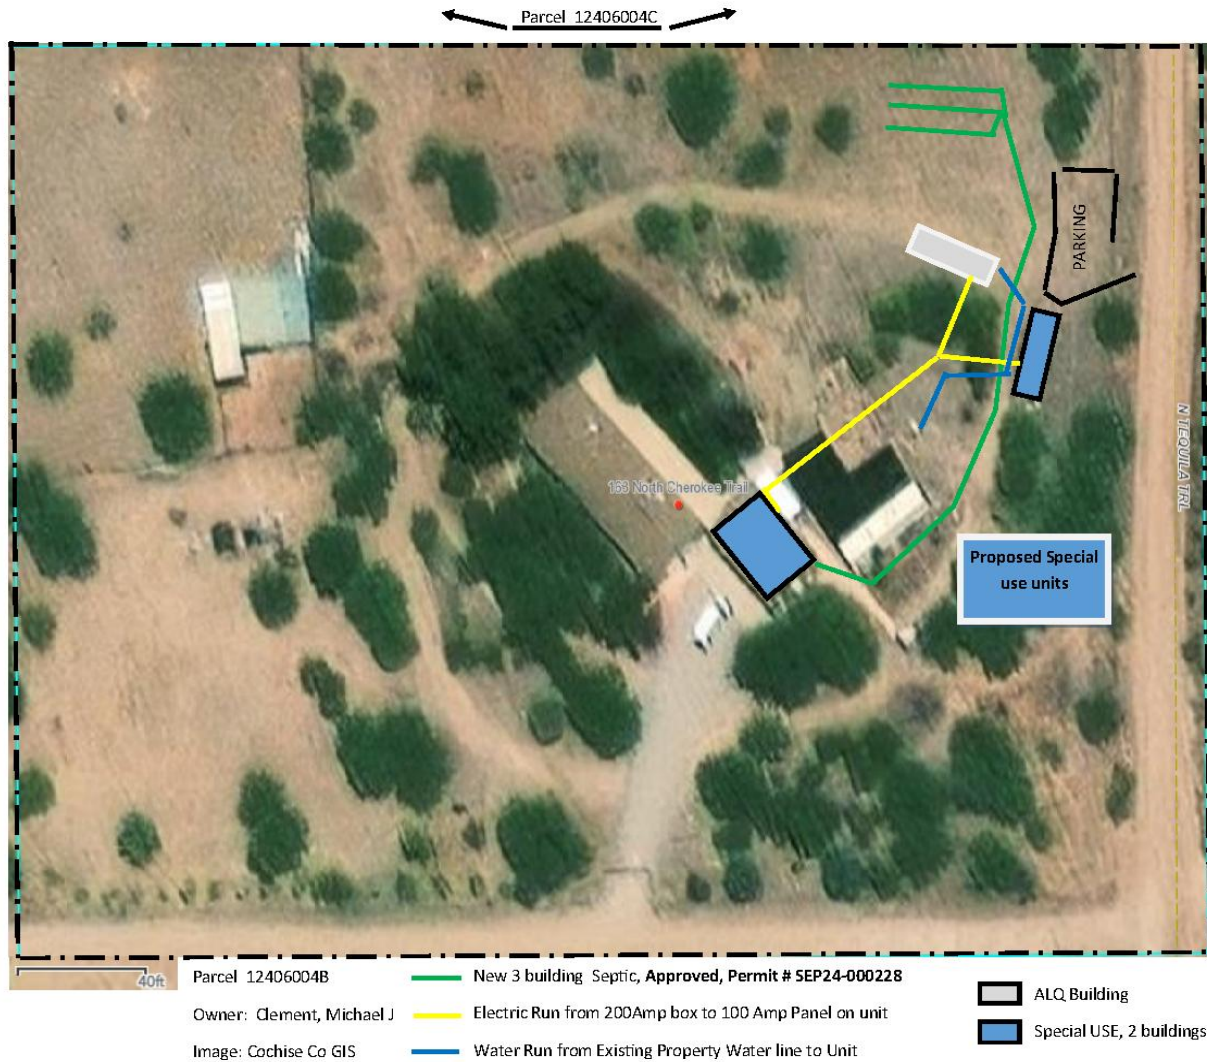 Parcel 12406004C
PARKING
163 North Cherokee Trail
N TEQUILA TRL
Proposed Special
use units
40ft
Parcel 12406004B
Owner: Clement, Michael J
Image: Cochise Co GIS
New 3 building Septic, Approved, Permit # SEP24-000228
Electric Run from 200Amp box to 100 Amp Panel on unit
Water Run from Existing Property Water line to Unit
ALQ Building
Special USE, 2 buildings